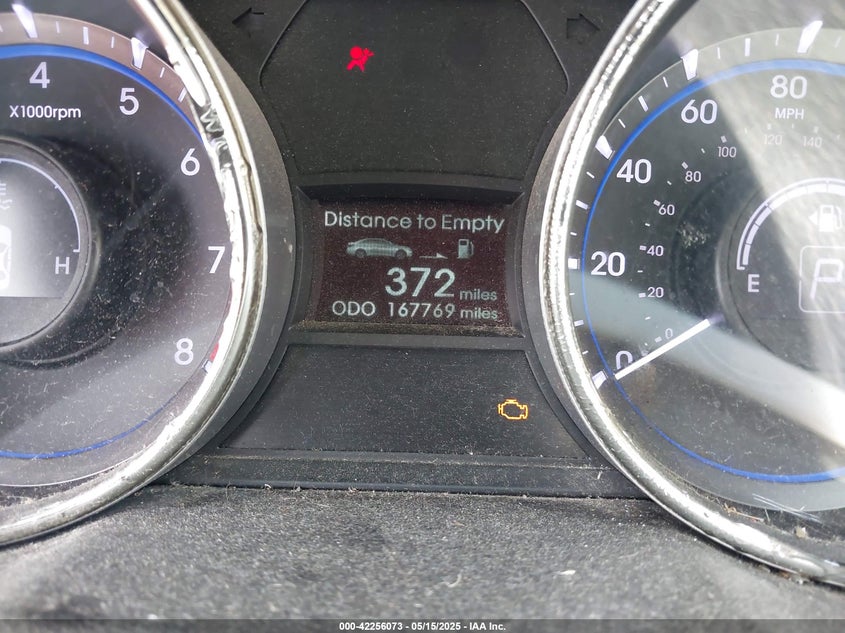 4
5
X1000rpm
6
7
8
H
Distance to Empty
372 miles
ODO 167769 miles
80
MPH
60
40
20
0
100
120
140
80
60
40
20
0
E
P
000-42256073 — 05/15/2025 — IAA Inc.